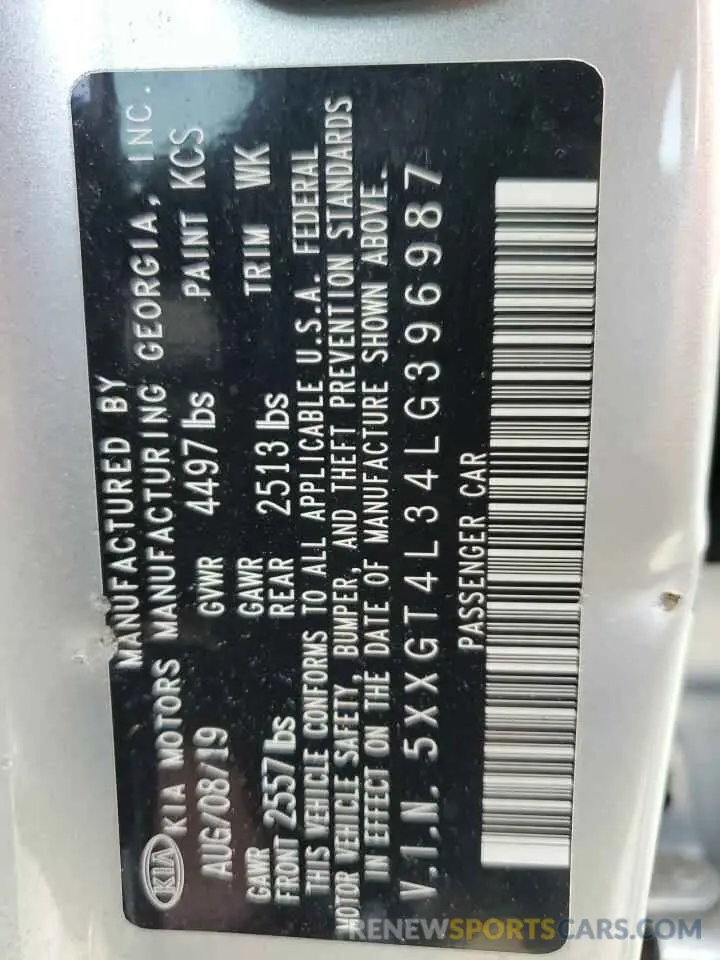 MANUFACTURED BY
KIA KIA MOTORS MANUFACTURING GEORGIA, INC.
AUG/08/19 GVWR 4497 lbs PAINT KCS
GAWR FRONT 2557 lbs GAWR REAR 2513 lbs TRIM WK
THIS VEHICLE CONFORMS TO ALL APPLICABLE U.S.A. FEDERAL
MOTOR VEHICLE SAFETY, BUMPER, AND THEFT PREVENTION STANDARDS
IN EFFECT ON THE DATE OF MANUFACTURE SHOWN ABOVE.
V.I.N. 5XXGT4L34LG396987
PASSENGER CAR
RENEWSPORTSCARS.COM